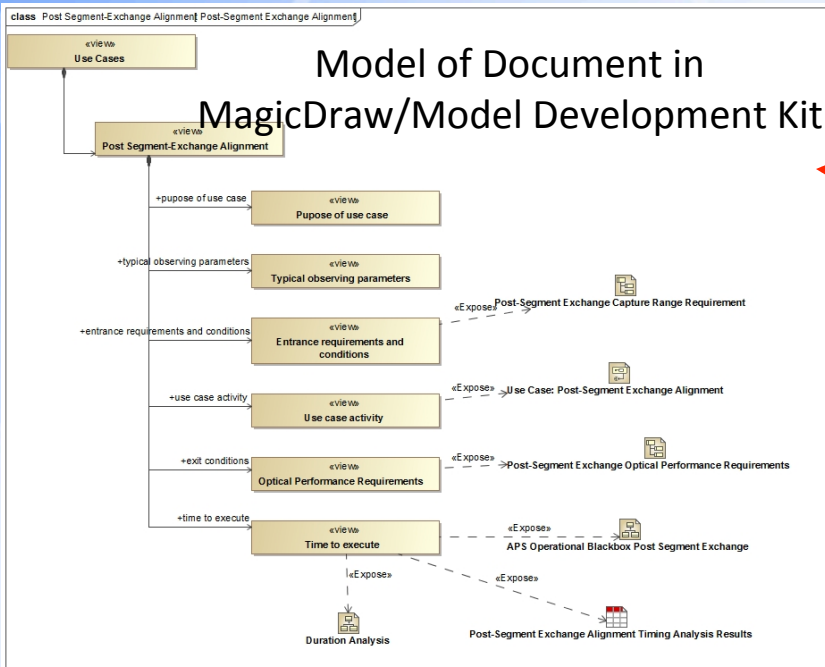 class Post Segment-Exchange Alignment[ Post-Segment Exchange Alignment]
«view»
Use Cases
Model of Document in
MagicDraw/Model Development Kit
«view»
Post Segment-Exchange Alignment
+pupose of use case
«view»
Pupose of use case
+typical observing parameters
«view»
Typical observing parameters
+entrance requirements and conditions
«view»
Entrance requirements and
conditions
«Expose»
Post-Segment Exchange Capture Range Requirement
+use case activity
«view»
Use case activity
«Expose»
Use Case: Post-Segment Exchange Alignment
+exit conditions
«view»
Optical Performance Requirements
«Expose»
Post-Segment Exchange Optical Performance Requirements
+time to execute
«view»
Time to execute
«Expose»
APS Operational Blackbox Post Segment Exchange
«Expose»
Duration Analysis
«Expose»
Post-Segment Exchange Alignment Timing Analysis Results